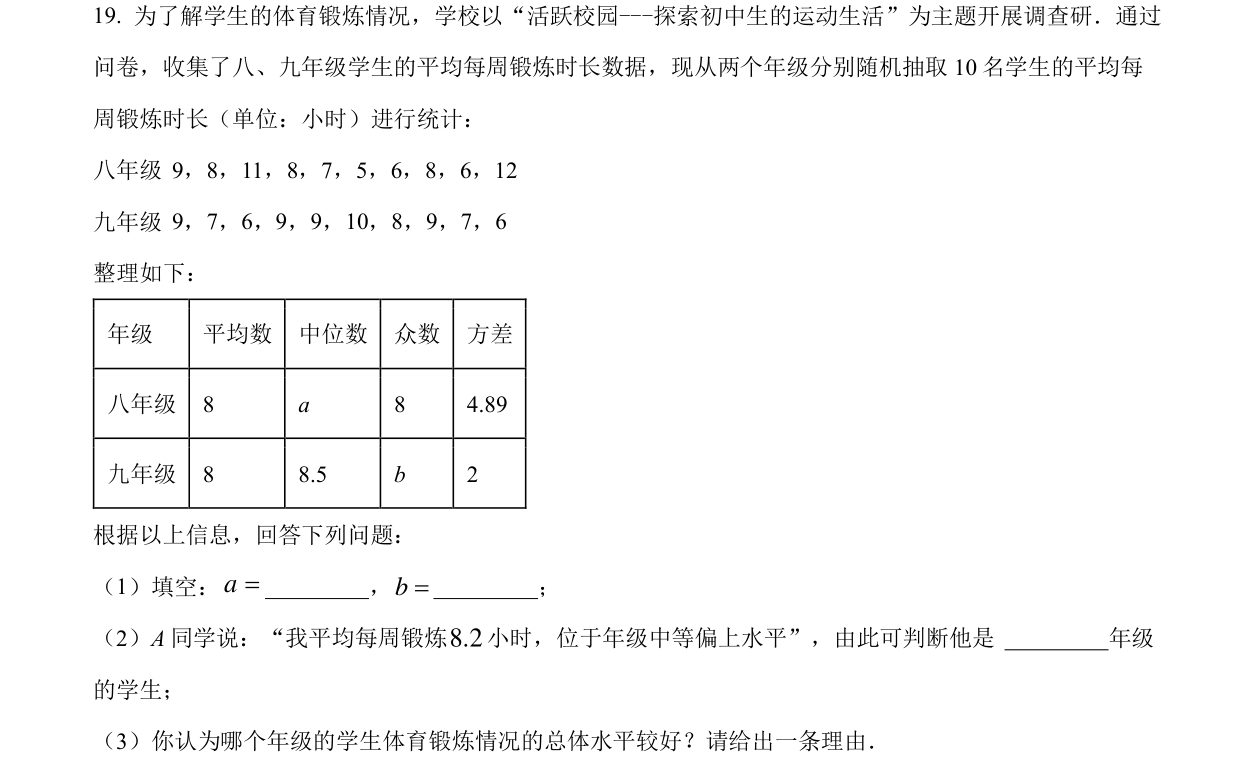 19. 为了解学生的体育锻炼情况，学校以“活跃校园---探索初中生的运动生活”为主题开展调查研．通过
问卷，收集了八、九年级学生的平均每周锻炼时长数据，现从两个年级分别随机抽取 10 名学生的平均每
周锻炼时长（单位：小时）进行统计：
八年级 9，8，11，8，7，5，6，8，6，12
九年级 9，7，6，9，9，10，8，9，7，6
整理如下：
年级 平均数 中位数 众数 方差
八年级 8 a 8 4.89
九年级 8 8.5 b 2
根据以上信息，回答下列问题：
（1）填空：a = _________，b = _________；
（2）A 同学说：“我平均每周锻炼8.2小时，位于年级中等偏上水平”，由此可判断他是 _________年级
的学生；
（3）你认为哪个年级的学生体育锻炼情况的总体水平较好？请给出一条理由．